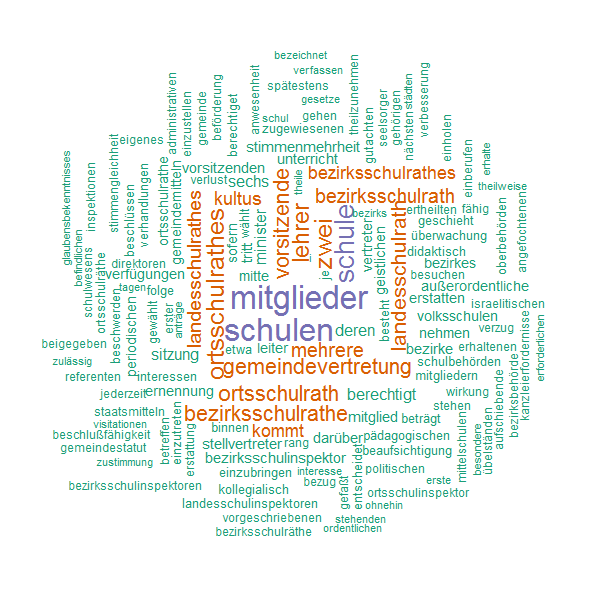 bezeichnet
verfassen
spätestens
gesetze
gehen
schul
zugewiesenen
stimmenmehrheit
unterricht
anwesenheit
theilzunehmen
gutachten
seelsorger
gehörigen
nächsten
städten
verbesserung
einholen
einberufen
erhalte
theilweise
administrativen
einzustellen
gemeinde
beförderung
berechtiget
eigenes
stimmengleichheit
inspektionen
glaubensbekenntnisses
befindlichen
schulwesens
ortsschulräthe
beschlüssen
verhandlungen
ortsschulrathe
gemeindemitteln
vorsitzenden
verlust
sechs
kultus
sofern
tritt
wählt
minister
vorsitzende
theile
lehrer
zwei
je
schule
bezirksschulrathes
bezirksschulrath
bezirks
ertheilten
fähig
geschieht
überwachung
didaktisch
bezirkes
besuchen
oberbehörden
angefochtenen
vertreter
geistlichen
besteht
landesschulrath
außerordentliche
erstatten
israelitischen
volksschulen
nehmen
verzug
bezirke
erhaltenen
schulbehörden
mitgliedern
wirkung
stehen
aufschiebende
bezirksbehörde
kanzleierfordernisse
erforderlichen
direktoren
verfügungen
tagen
folge
periodischen
beschwerden
gewählt
erster
anträge
landesschulrathes
ortsschulrathes
mitte
mitglieder
schulen
deren
etwa
leiter
mehrere
gemeindevertretung
beigegeben
zulässig
sitzung
referenten
interessen
jederzeit
ernennung
ortsschulrath
berechtigt
staatsmitteln
visitationen
bezirksschulrathe
mitglied
beträgt
beschlußfähigkeit
gemeindestatut
zustimmung
betreffen
einzutreten
erstattung
binnen
kommt
stellvertreter
rang
darüber
pädagogischen
beaufsichtigung
mittelschulen
besondere
übelständen
bezirksschulinspektor
entscheidet
politischen
einzubringen
interesse
bezug
gefaßt
erste
bezirksschulinspektoren
kollegialisch
ortsschulinspektor
landesschulinspektoren
ohnehin
vorgeschriebenen
stehenden
bezirksschulräthe
ordentlichen